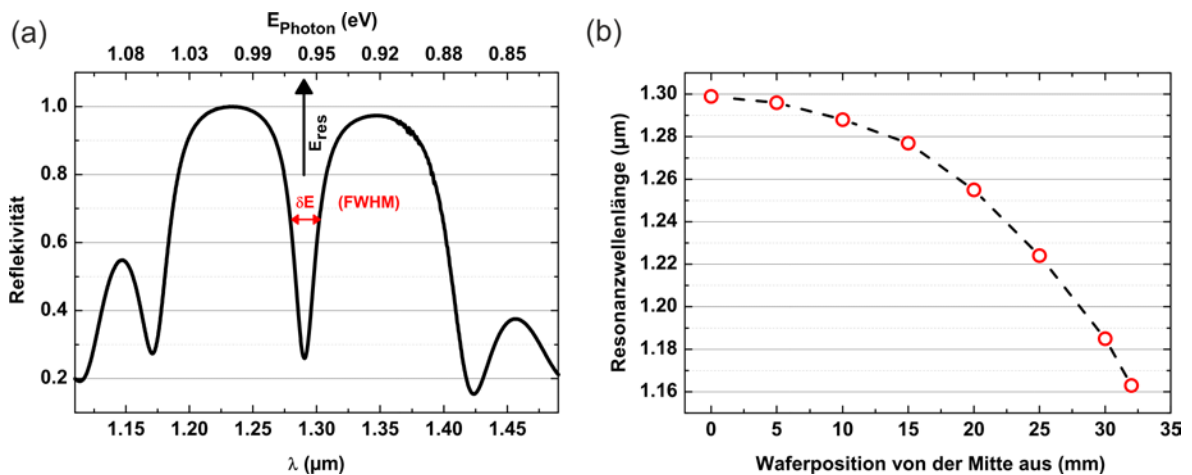 (a)
E_Photon (eV)
1.08 1.03 0.99 0.95 0.92 0.88 0.85
Reflekivität
1.0
0.8
0.6
0.4
0.2
E_res
δE (FWHM)
1.15 1.20 1.25 1.30 1.35 1.40 1.45
λ (µm)
(b)
Resonanzwellenlänge (µm)
1.30
1.28
1.26
1.24
1.22
1.20
1.18
1.16
0 5 10 15 20 25 30 35
Waferposition von der Mitte aus (mm)